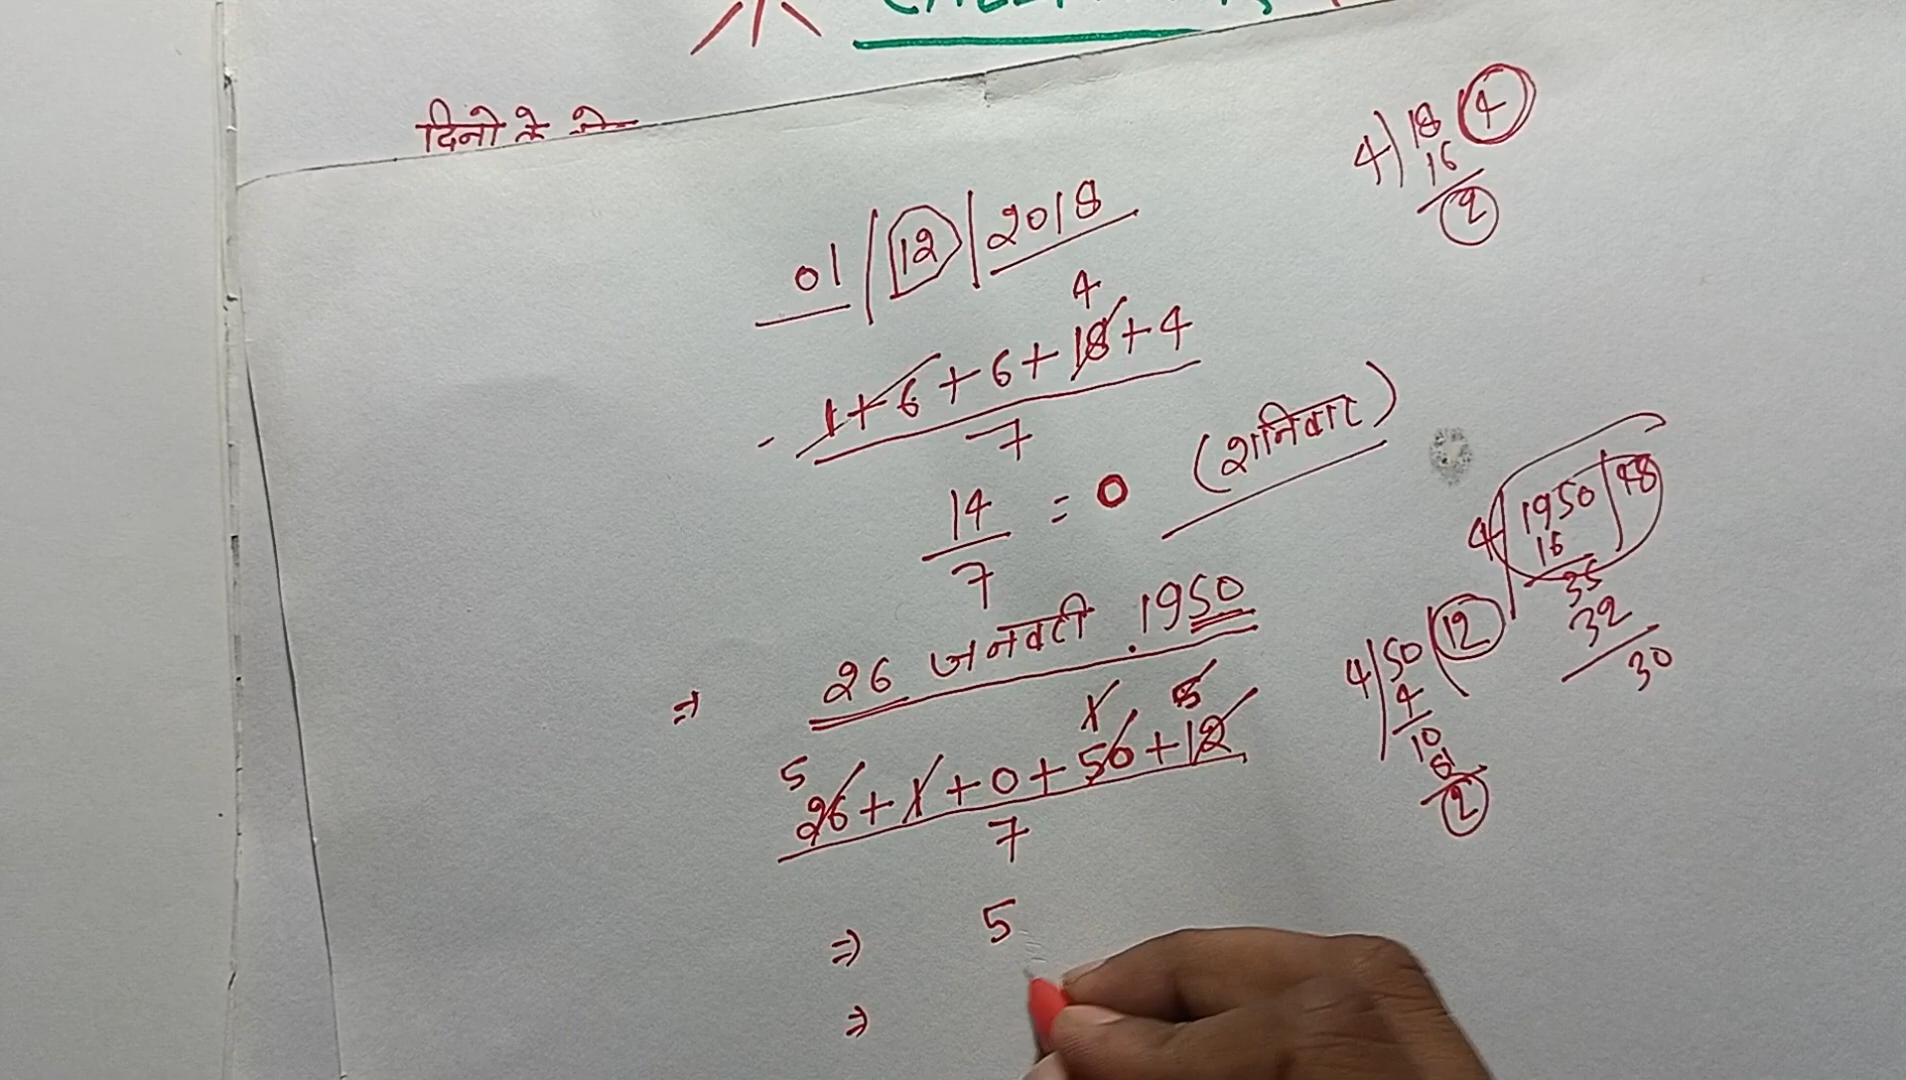 दिनो के
01 | 12 | 2018
4
1 + 6 + 6 + 18 + 4
7
14 = 0 (शनिवार)
7
⇒ 26 जनवरी . 1950
1 5
5
26 + 1 + 0 + 50 + 12
7
⇒ 5
⇒
4) 18 (4
16
2
4 1950 48
16
35
32
30
4 50 12
4
10
8
2